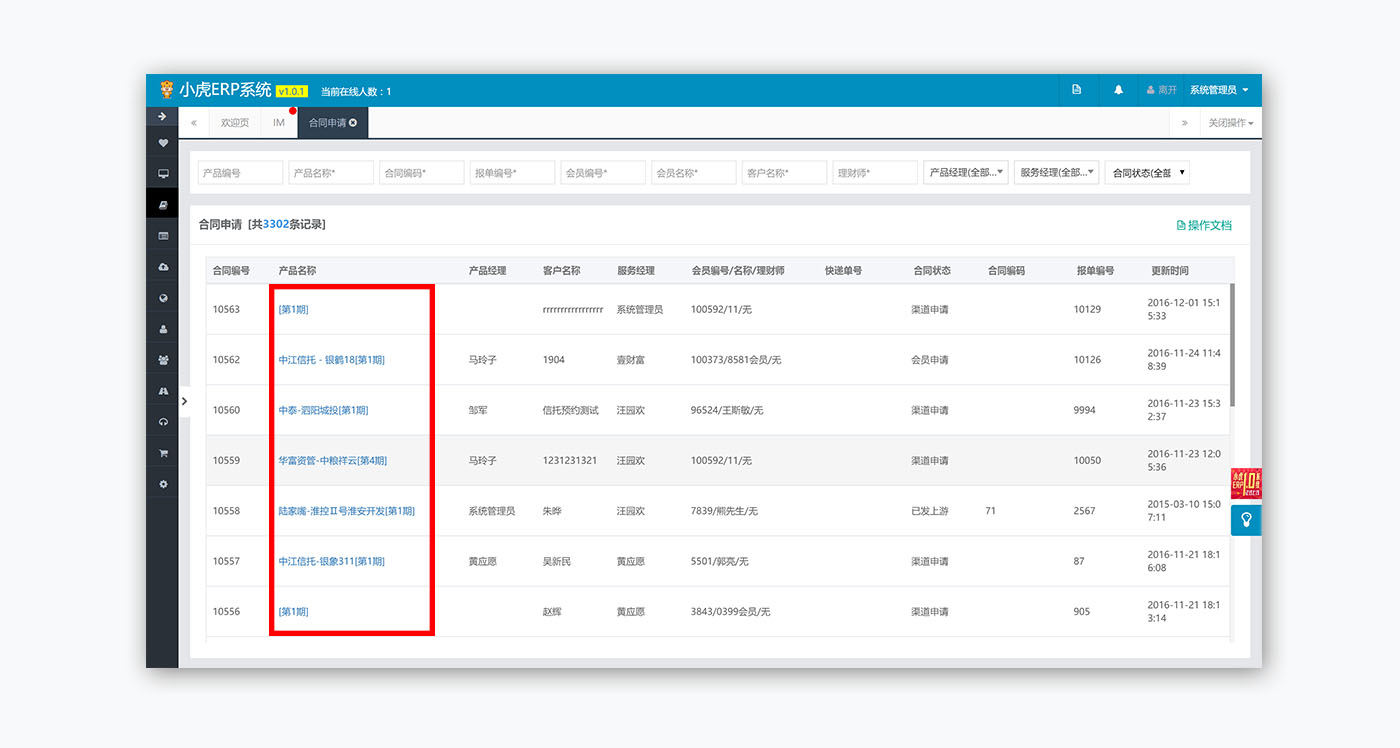 小虎ERP系统 v1.0.1 当前在线人数：1 离开 系统管理员
« 欢迎页 IM 合同申请 » 关闭操作
产品编号 产品名称* 合同编码* 报单编号* 会员编号* 会员名称* 客户名称* 理财师* 产品经理(全部... 服务经理(全部... 合同状态(全部
合同申请 [共3302条记录] 操作文档
合同编号 产品名称 产品经理 客户名称 服务经理 会员编号/名称/理财师 快递单号 合同状态 合同编码 报单编号 更新时间
10563 [第1期] rrrrrrrrrrrrrrrrr 系统管理员 100592/11/无 渠道申请 10129 2016-12-01 15:1
5:33
10562 中江信托 - 银鹤18[第1期] 马玲子 1904 壹财富 100373/8581会员/无 会员申请 10126 2016-11-24 11:4
8:39
10560 中泰-泗阳城投[第1期] 邹军 信托预约测试 汪园欢 96524/王斯敏/无 渠道申请 9994 2016-11-23 15:3
2:37
10559 华富资管-中粮祥云[第4期] 马玲子 1231231321 汪园欢 100592/11/无 渠道申请 10050 2016-11-23 12:0
5:36
10558 陆家嘴-淮控Ⅱ号淮安开发[第1期] 系统管理员 朱晔 汪园欢 7839/熊先生/无 已发上游 71 2567 2015-03-10 15:0
7:11
10557 中江信托-银象311[第1期] 黄应愿 吴新民 黄应愿 5501/郭亮/无 渠道申请 87 2016-11-21 18:1
6:08
10556 [第1期] 赵辉 黄应愿 3843/0399会员/无 渠道申请 905 2016-11-21 18:1
3:14